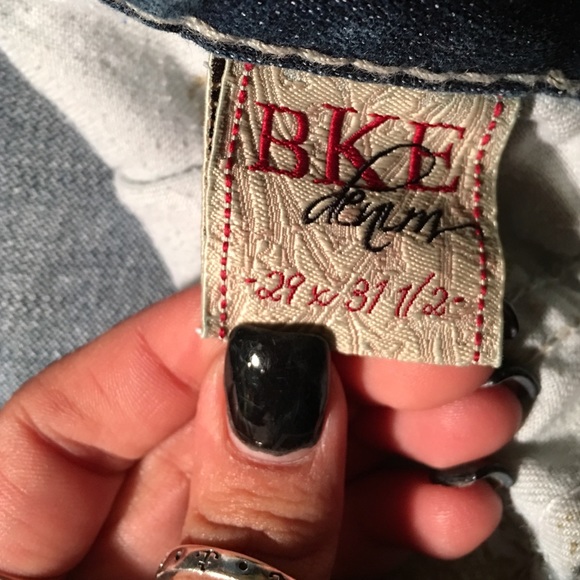 BKE
denim
-29 x 31 1/2-